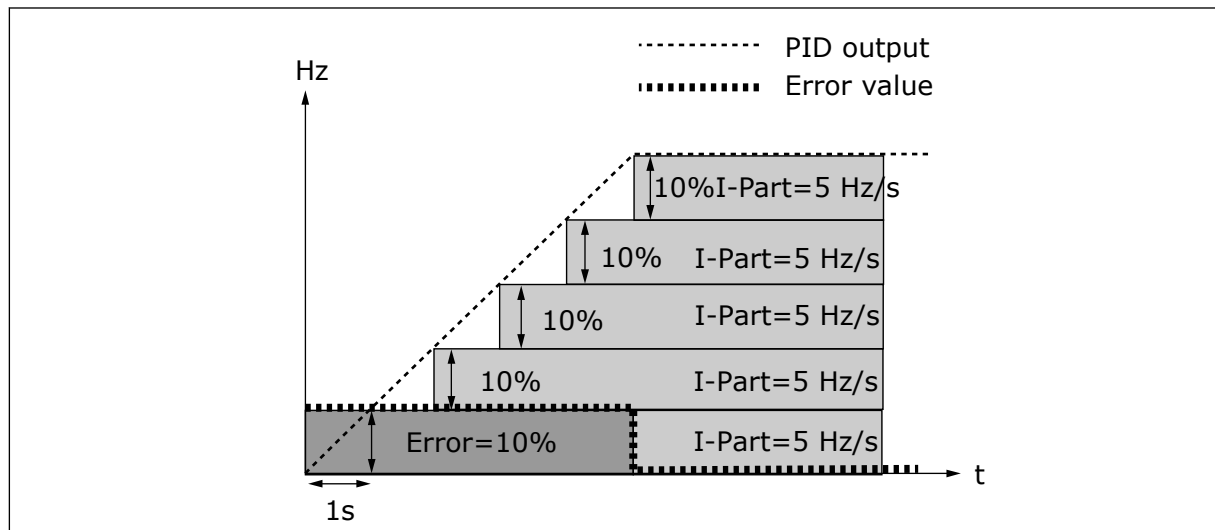 PID output
Hz
Error value
10%I-Part=5 Hz/s
10% I-Part=5 Hz/s
10% I-Part=5 Hz/s
10% I-Part=5 Hz/s
Error=10% I-Part=5 Hz/s
t
1s